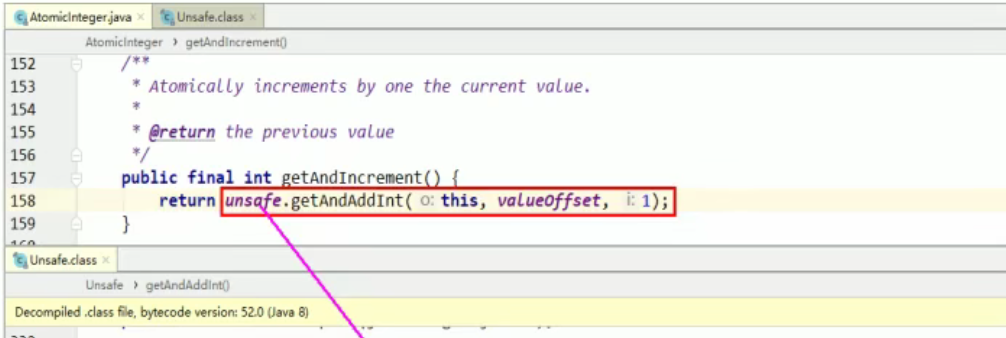 AtomicInteger.java × Unsafe.class ×
AtomicInteger › getAndIncrement()
152 /**
153 * Atomically increments by one the current value.
154 *
155 * @return the previous value
156 */
157 public final int getAndIncrement() {
158 return unsafe.getAndAddInt( o: this, valueOffset, i: 1);
159 }
Unsafe.class ×
Unsafe › getAndAddInt()
Decompiled .class file, bytecode version: 52.0 (Java 8)